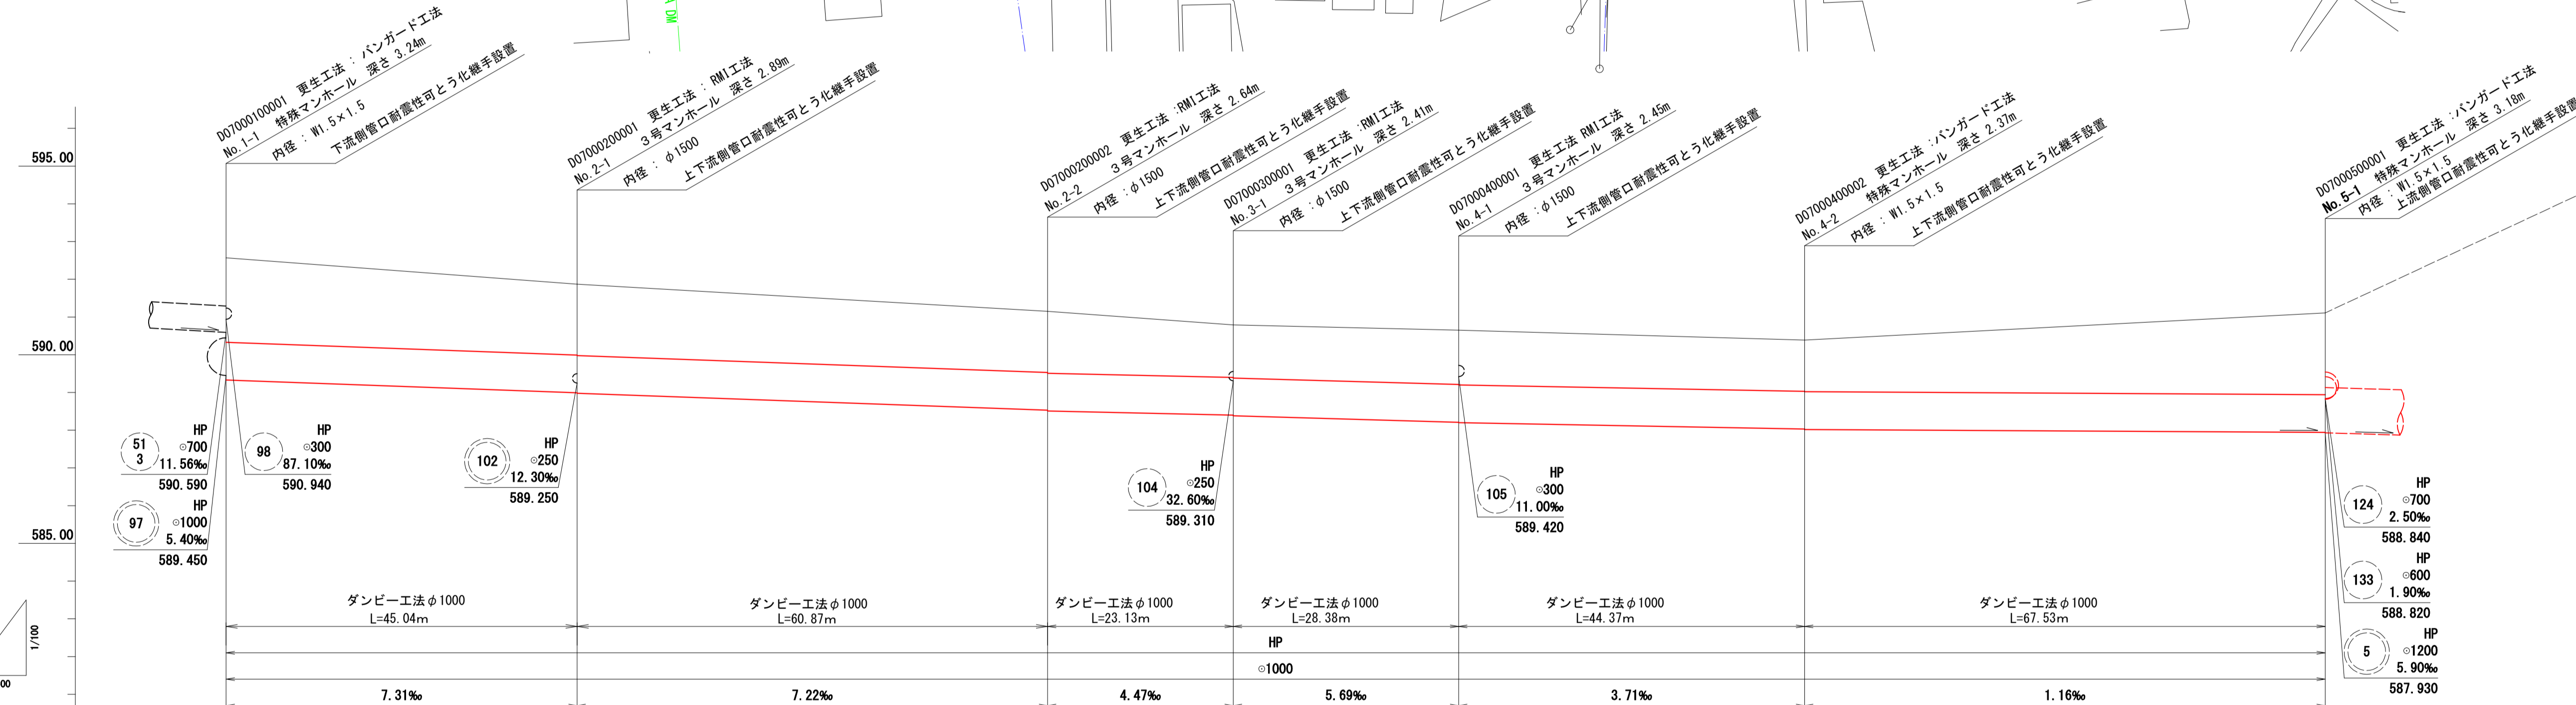 DM
D07000100001　更生工法：パンガード工法
No.1-1　特殊マンホール　深さ 3.24m
内径：W1.5×1.5
下流側管口耐震性可とう化継手設置
D07000200001　更生工法：RMI工法
No.2-1　３号マンホール　深さ 2.89m
内径：φ1500
上下流側管口耐震性可とう化継手設置
D07000200002　更生工法：RMI工法
No.2-2　３号マンホール　深さ 2.64m
内径：φ1500
上下流側管口耐震性可とう化継手設置
D07000300001　更生工法：RMI工法
No.3-1　３号マンホール　深さ 2.41m
内径：φ1500
上下流側管口耐震性可とう化継手設置
D07000400001　更生工法 RMI工法
No.4-1　３号マンホール　深さ 2.45m
内径：φ1500
上下流側管口耐震性可とう化継手設置
D07000400002　更生工法：パンガード工法
No.4-2　特殊マンホール　深さ 2.37m
内径：W1.5×1.5
上下流側管口耐震性可とう化継手設置
D07000500001　更生工法：パンガード工法
No.5-1　特殊マンホール　深さ 3.18m
内径：W1.5×1.5
上流側管口耐震性可とう化継手設置
595.00
590.00
585.00
51
3
HP
⊙700
11.56‰
590.590
98
HP
⊙300
87.10‰
590.940
97
HP
⊙1000
5.40‰
589.450
102
HP
⊙250
12.30‰
589.250
104
HP
⊙250
32.60‰
589.310
105
HP
⊙300
11.00‰
589.420
124
HP
⊙700
2.50‰
588.840
133
HP
⊙600
1.90‰
588.820
5
HP
⊙1200
5.90‰
587.930
1/100
00
ダンビー工法φ1000
L=45.04m
ダンビー工法φ1000
L=60.87m
ダンビー工法φ1000
L=23.13m
ダンビー工法φ1000
L=28.38m
ダンビー工法φ1000
L=44.37m
ダンビー工法φ1000
L=67.53m
HP
⊙1000
7.31‰
7.22‰
4.47‰
5.69‰
3.71‰
1.16‰